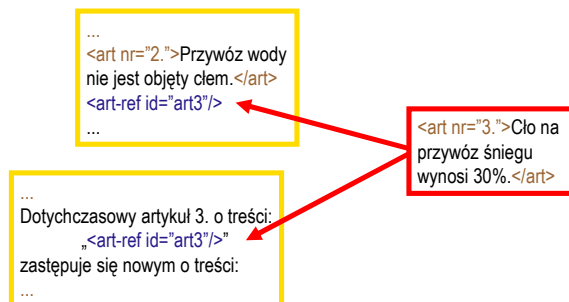 ...
<art nr=”2.”>Przywóz wody
nie jest objęty cłem.</art>
<art-ref id=”art3”/>
...
<art nr=”3.”>Cło na
przywóz śniegu
wynosi 30%.</art>
...
Dotychczasowy artykuł 3. o treści:
„<art-ref id=”art3”/>”
zastępuje się nowym o treści:
...